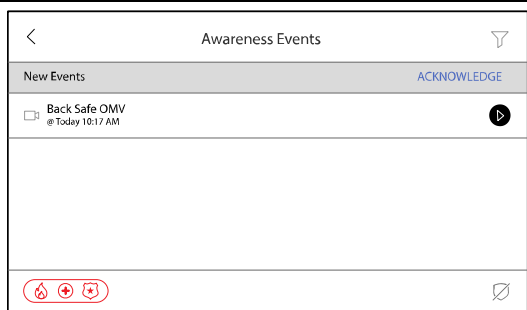 Awareness Events
New Events ACKNOWLEDGE
Back Safe OMV
@ Today 10:17 AM